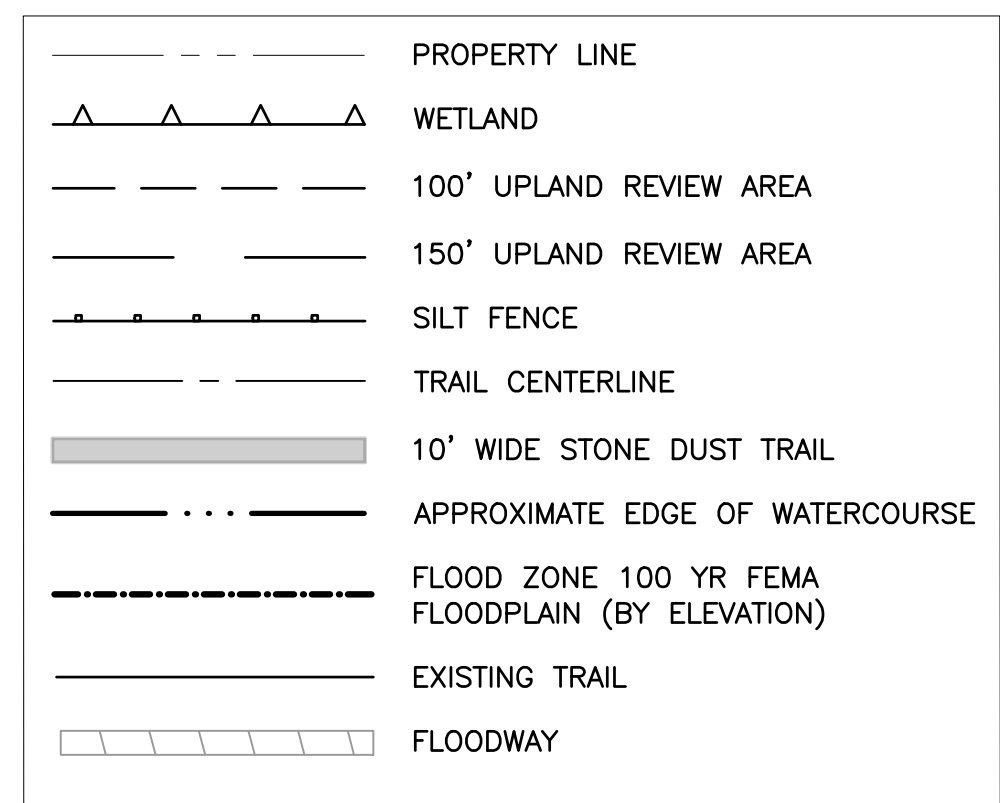 PROPERTY LINE
WETLAND
100' UPLAND REVIEW AREA
150' UPLAND REVIEW AREA
SILT FENCE
TRAIL CENTERLINE
10' WIDE STONE DUST TRAIL
APPROXIMATE EDGE OF WATERCOURSE
FLOOD ZONE 100 YR FEMA
FLOODPLAIN (BY ELEVATION)
EXISTING TRAIL
FLOODWAY